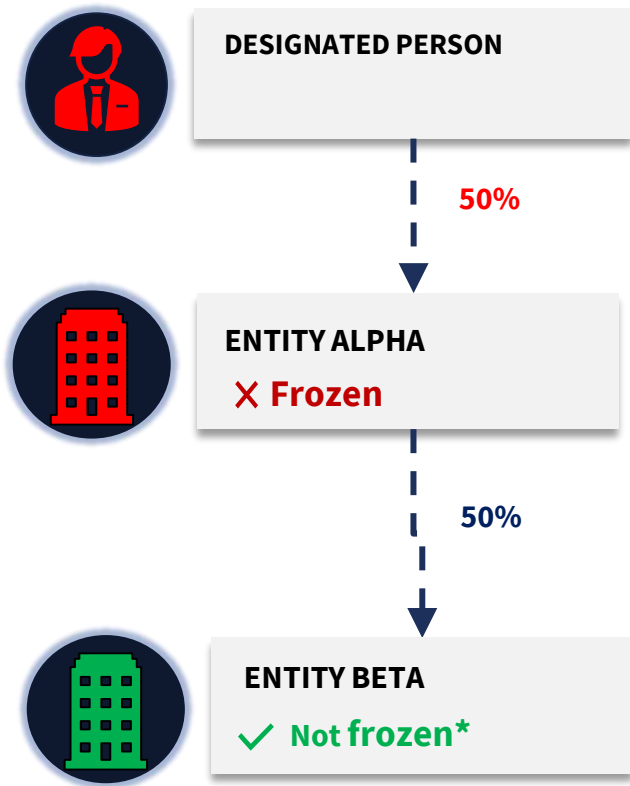 DESIGNATED PERSON
50%
ENTITY ALPHA
✗ Frozen
50%
ENTITY BETA
✓ Not frozen*